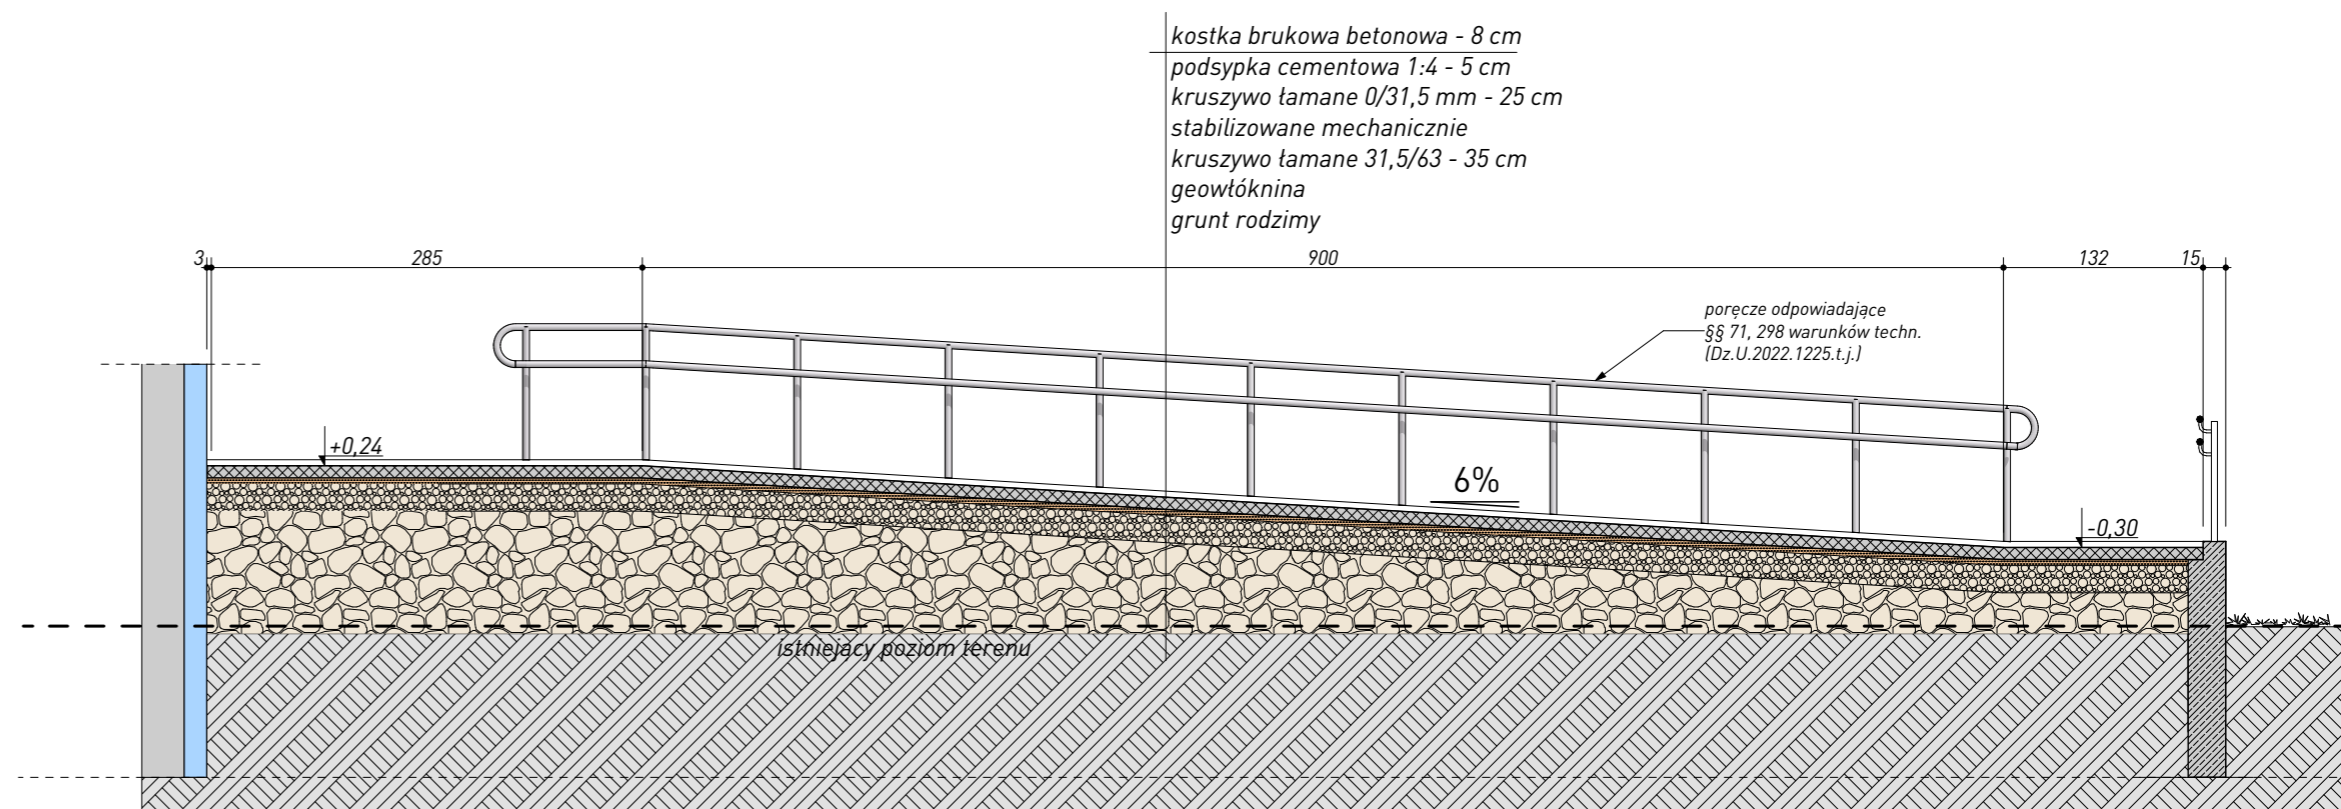 kostka brukowa betonowa - 8 cm
podsypka cementowa 1:4 - 5 cm
kruszywo łamane 0/31,5 mm - 25 cm
stabilizowane mechanicznie
kruszywo łamane 31,5/63 - 35 cm
geowłóknina
grunt rodzimy
3 285 900 132 15
poręcze odpowiadające
§§ 71, 298 warunków techn.
(Dz.U.2022.1225.t.j.)
+0,24
6%
-0,30
istniejacy poziom terenu